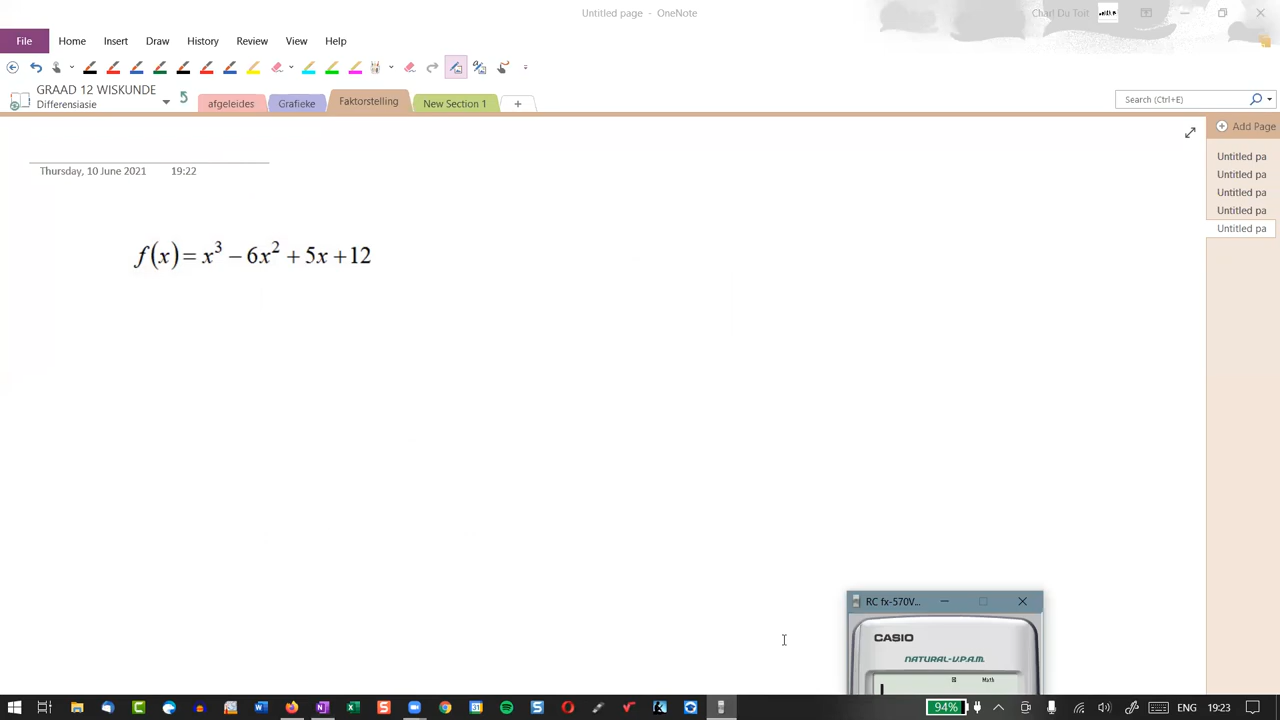 Untitled page - OneNote
Charl Du Toit
File Home Insert Draw History Review View Help
GRAAD 12 WISKUNDE
Differensiasie
afgeleides Grafieke Faktorstelling New Section 1 +
Search (Ctrl+E)
Add Page
Thursday, 10 June 2021 19:22
Untitled pa
Untitled pa
Untitled pa
Untitled pa
Untitled pa
f(x) = x³ − 6x² + 5x + 12
RC fx-570V...
CASIO
NATURAL-V.P.A.M.
Math
94%
ENG
19:23